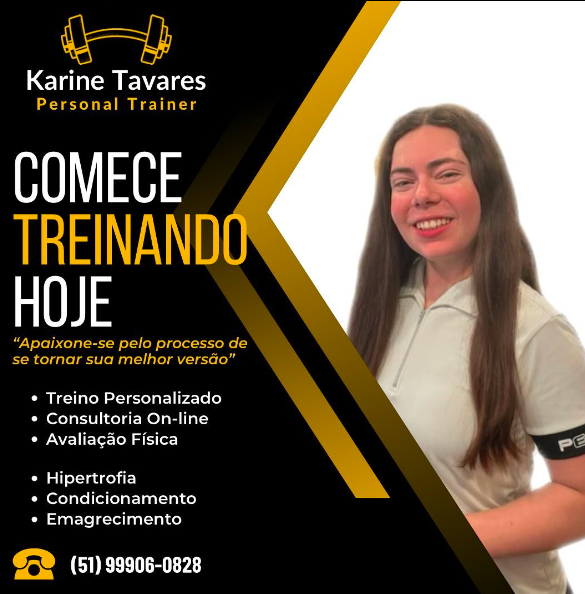 Karine Tavares
Personal Trainer
COMECE
TREINANDO
HOJE
“Apaixone-se pelo processo de
se tornar sua melhor versão”
• Treino Personalizado
• Consultoria On-line
• Avaliação Física
• Hipertrofia
• Condicionamento
• Emagrecimento
(51) 99906-0828